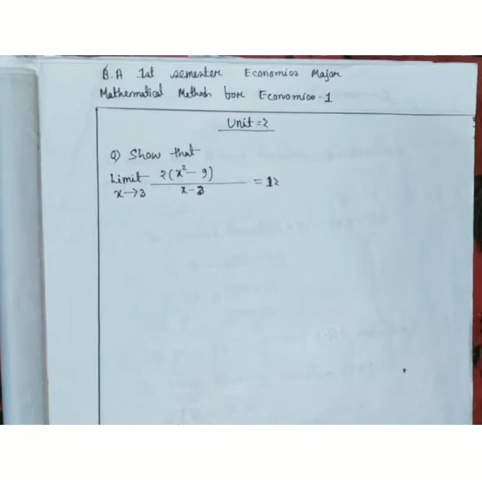 B.A 1st semester Economics Major
Mathematical Methods for Economics-1
Unit=2
Q) Show that
Limit 2(x²-9) = 12
x→3 x-3